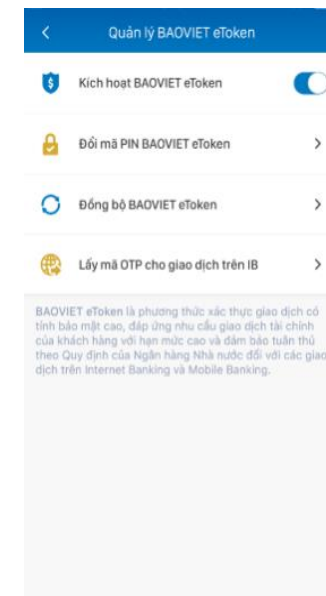 Quản lý BAOVIET eToken
Kích hoạt BAOVIET eToken
Đổi mã PIN BAOVIET eToken
Đồng bộ BAOVIET eToken
Lấy mã OTP cho giao dịch trên IB
BAOVIET eToken là phương thức xác thực giao dịch có
tính bảo mật cao, đáp ứng nhu cầu giao dịch tài chính
của khách hàng với hạn mức cao và đảm bảo tuân thủ
theo Quy định của Ngân hàng Nhà nước đối với các giao
dịch trên Internet Banking và Mobile Banking.